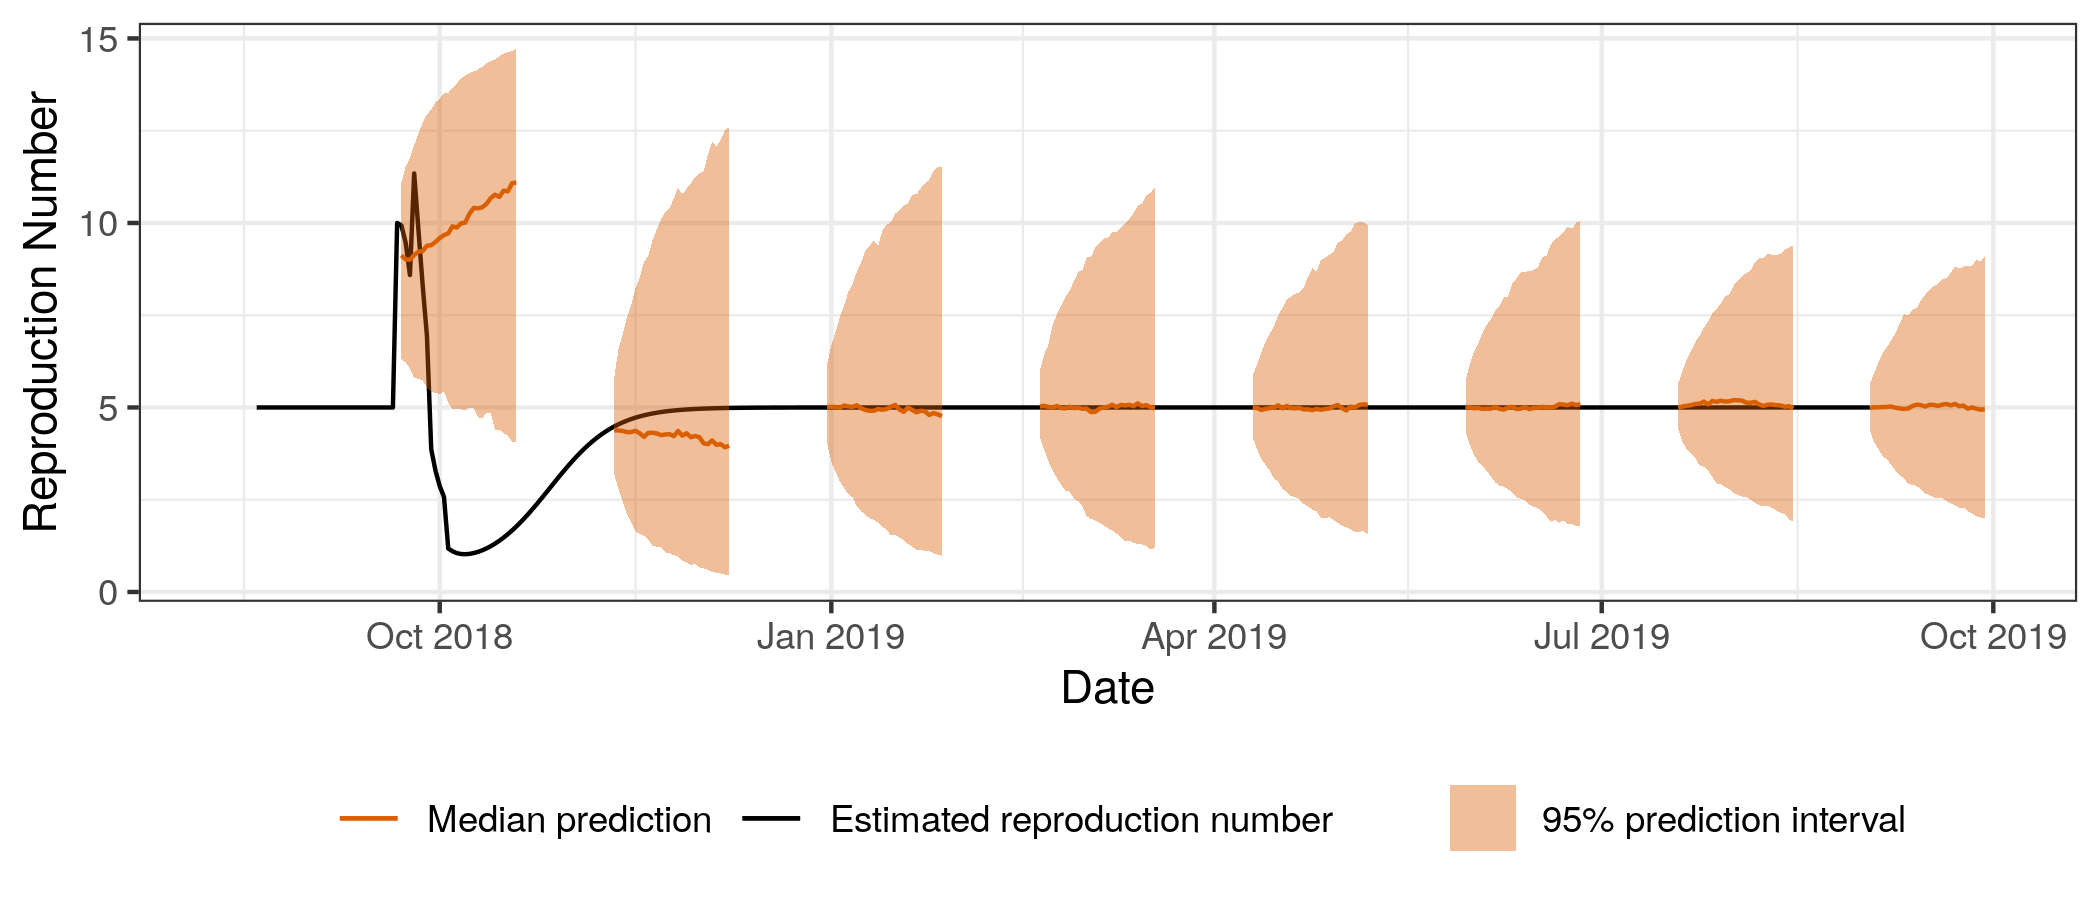 Reproduction Number
15
10
5
0
Oct 2018
Jan 2019
Apr 2019
Jul 2019
Oct 2019
Date
Median prediction
Estimated reproduction number
95% prediction interval